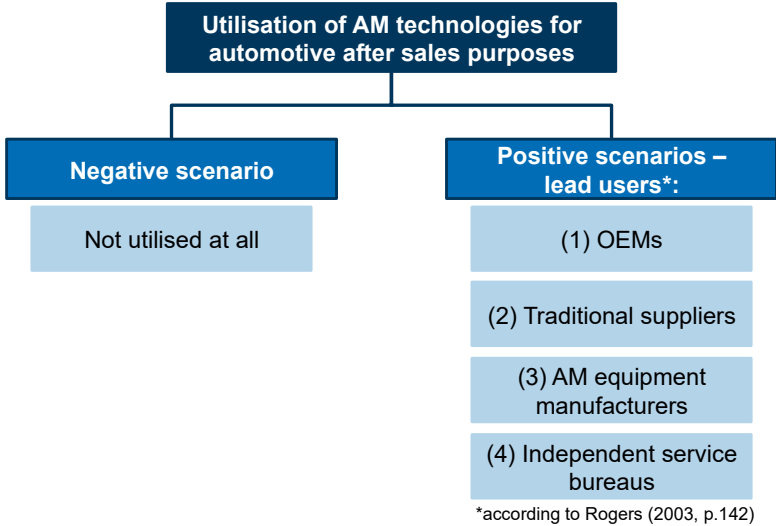 Utilisation of AM technologies for
automotive after sales purposes
Negative scenario
Positive scenarios –
lead users*:
Not utilised at all
(1) OEMs
(2) Traditional suppliers
(3) AM equipment
manufacturers
(4) Independent service
bureaus
*according to Rogers (2003, p.142)